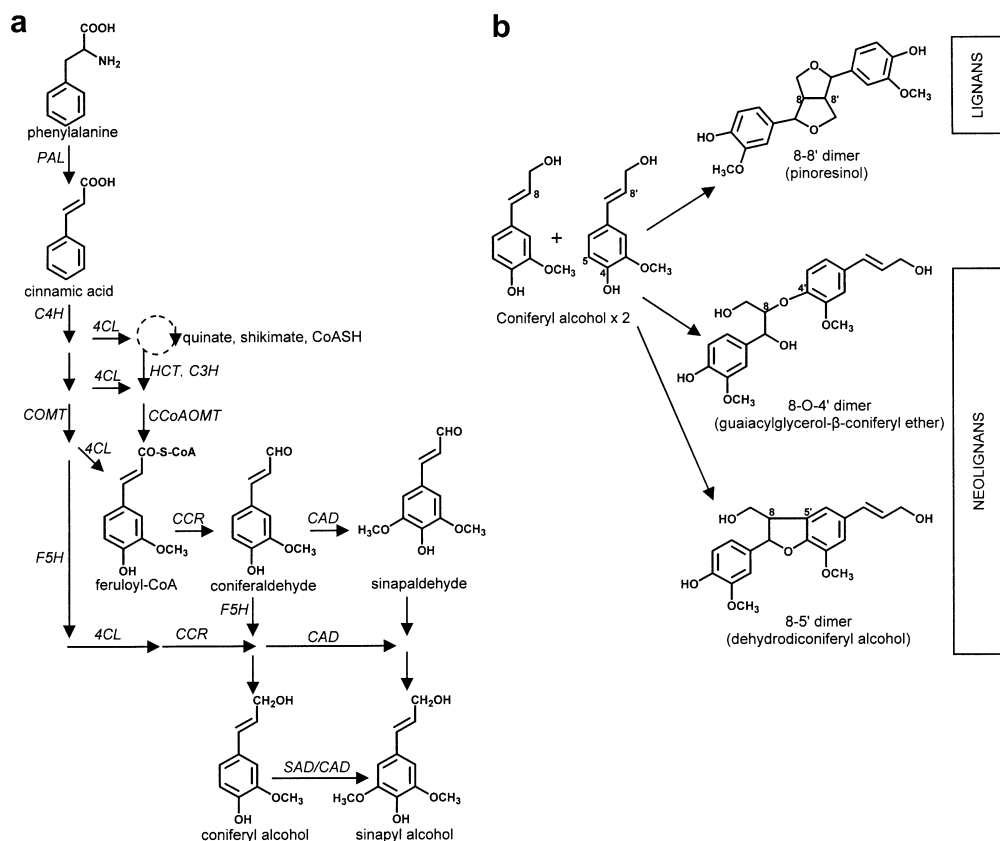 a
COOH
NH₂
phenylalanine
PAL
COOH
cinnamic acid
C4H
4CL
quinate, shikimate, CoASH
4CL
HCT, C3H
COMT
CCoAOMT
4CL
CO-S-CoA
OCH₃
OH
feruloyl-CoA
CCR
CHO
OCH₃
OH
coniferaldehyde
CAD
CHO
H₃CO
OCH₃
OH
sinapaldehyde
F5H
F5H
4CL
CCR
CAD
CH₂OH
OCH₃
OH
coniferyl alcohol
SAD/CAD
CH₂OH
H₃CO
OCH₃
OH
sinapyl alcohol
b
OH
8
OCH₃
OH
+
OH
8'
5
4
OCH₃
OH
Coniferyl alcohol x 2
O
OH
OCH₃
8
8'
O
HO
H₃CO
8-8' dimer
(pinoresinol)
LIGNANS
OH
4'
O
8
HO
OCH₃
OH
HO
OCH₃
8-O-4' dimer
(guaiacylglycerol-β-coniferyl ether)
HO
8
5'
OH
O
OCH₃
HO
OCH₃
8-5' dimer
(dehydrodiconiferyl alcohol)
NEOLIGNANS